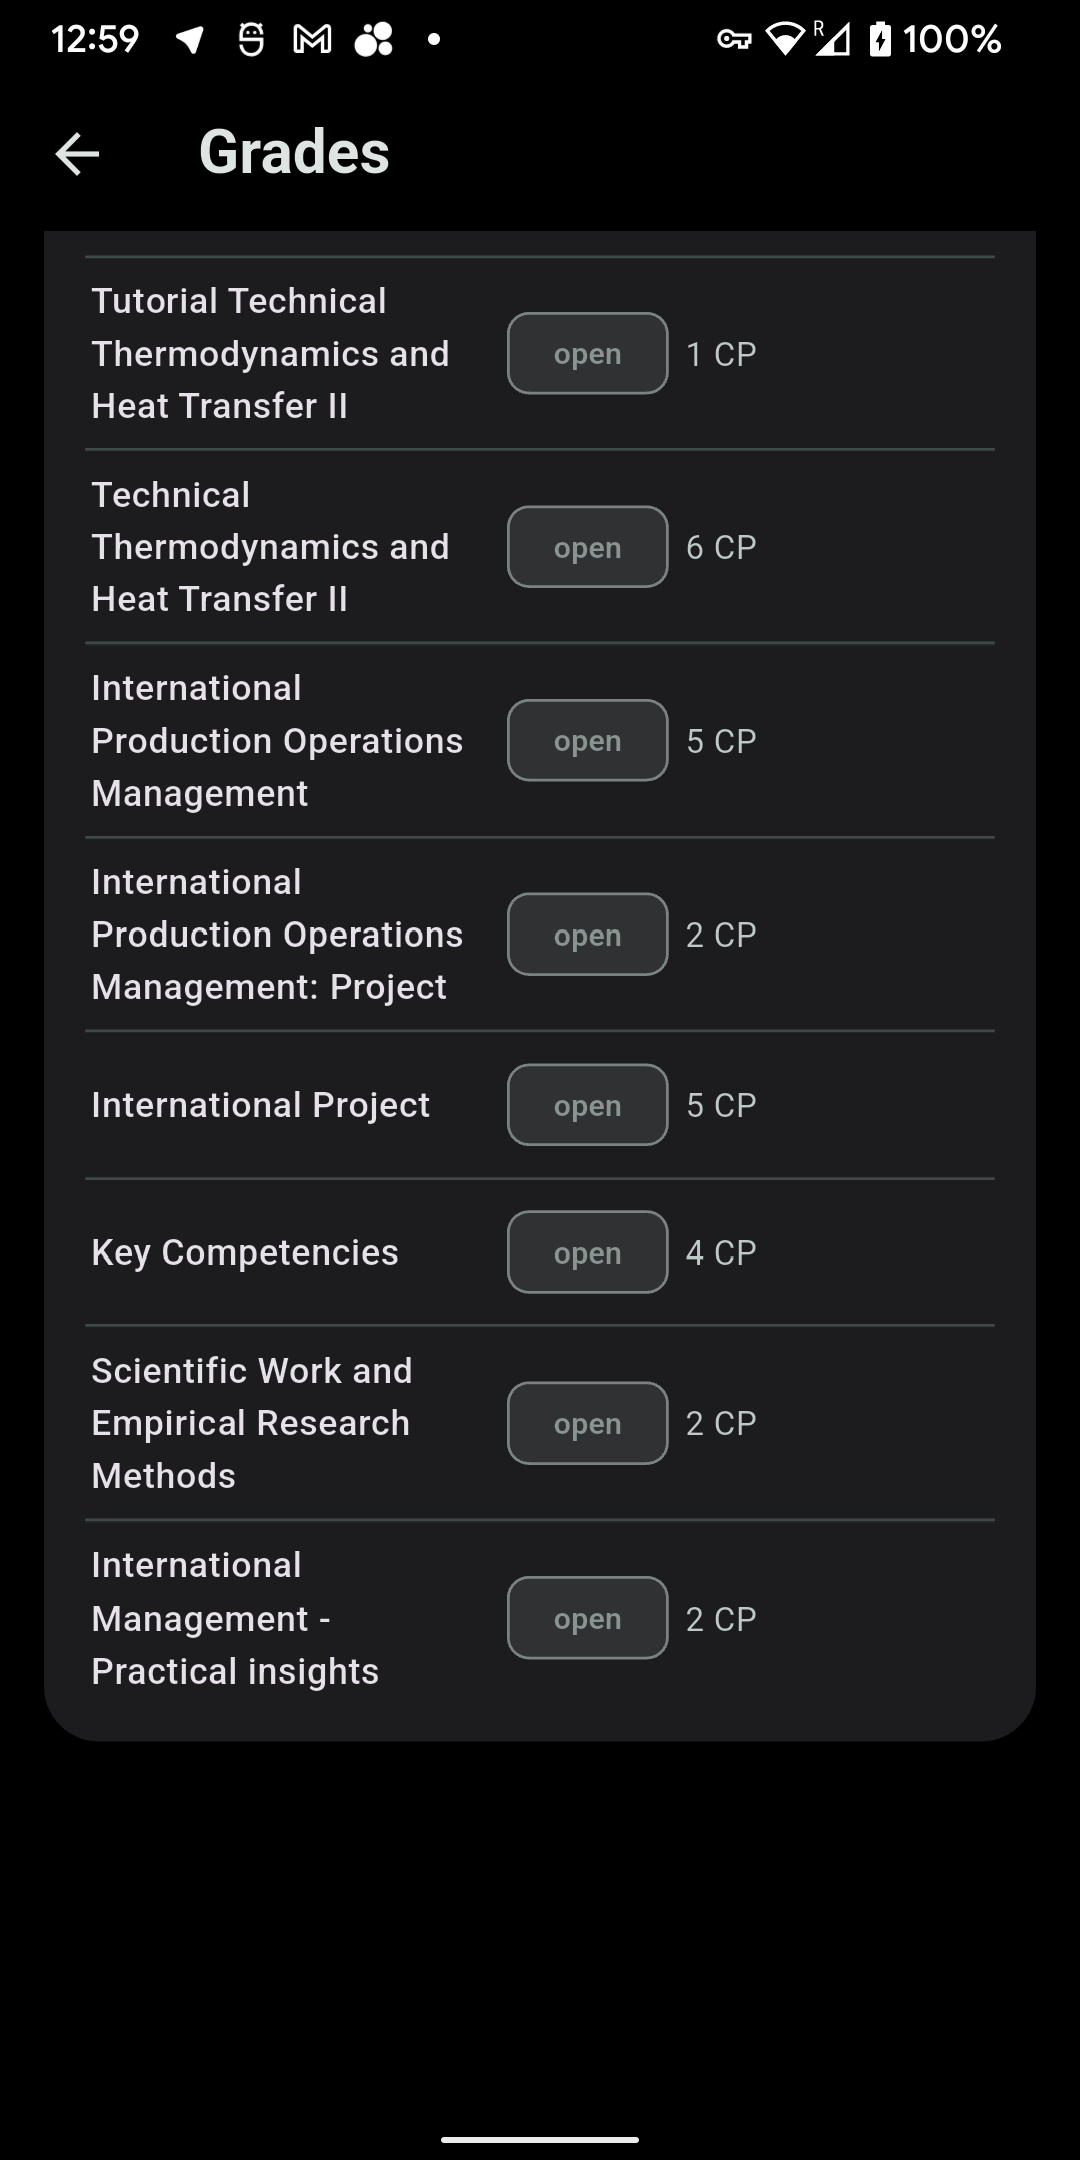 12:59
R
100%
Grades
Tutorial Technical
Thermodynamics and
Heat Transfer II
open
1 CP
Technical
Thermodynamics and
Heat Transfer II
open
6 CP
International
Production Operations
Management
open
5 CP
International
Production Operations
Management: Project
open
2 CP
International Project
open
5 CP
Key Competencies
open
4 CP
Scientific Work and
Empirical Research
Methods
open
2 CP
International
Management -
Practical insights
open
2 CP